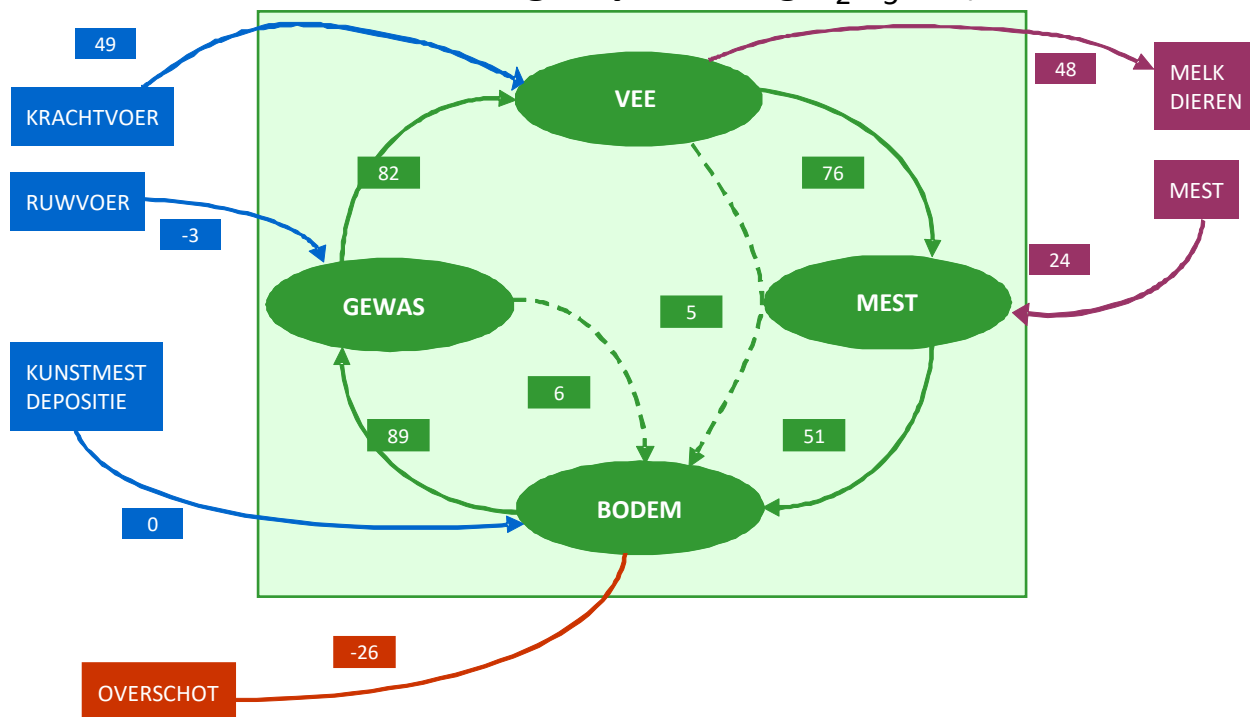 49
VEE
48
MELK
DIEREN
KRACHTVOER
82
76
MEST
RUWVOER
-3
24
GEWAS
5
MEST
KUNSTMEST
DEPOSITIE
6
89
51
BODEM
0
-26
OVERSCHOT